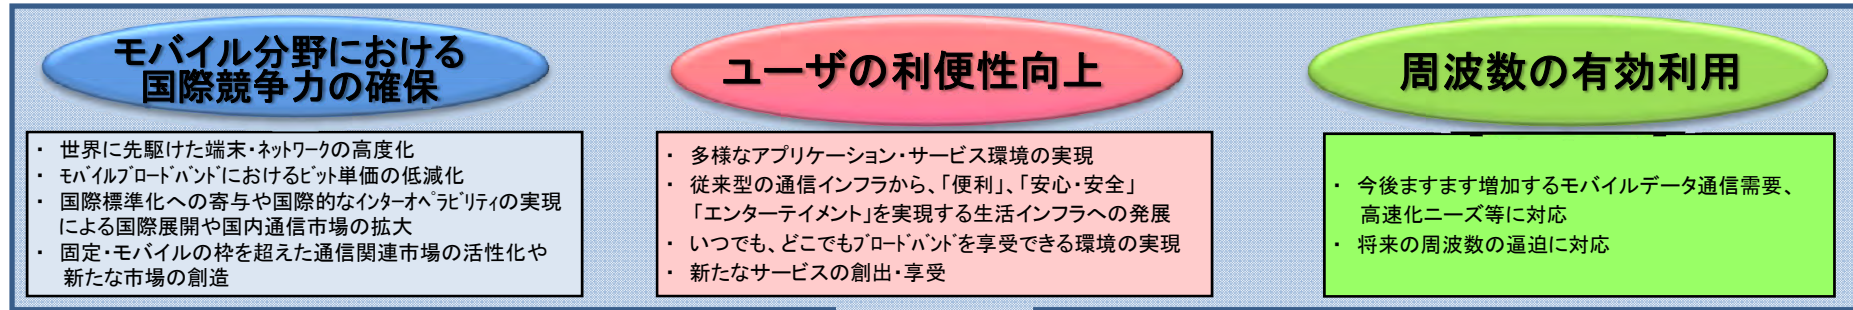 モバイル分野における
国際競争力の確保
・ 世界に先駆けた端末・ネットワークの高度化
・ モバイルブロードバンドにおけるビット単価の低減化
・ 国際標準化への寄与や国際的なインターオペラビリティの実現
による国際展開や国内通信市場の拡大
・ 固定・モバイルの枠を超えた通信関連市場の活性化や
新たな市場の創造
ユーザの利便性向上
・ 多様なアプリケーション・サービス環境の実現
・ 従来型の通信インフラから、「便利」、「安心・安全」
「エンターテイメント」を実現する生活インフラへの発展
・ いつでも、どこでもブロードバンドを享受できる環境の実現
・ 新たなサービスの創出・享受
周波数の有効利用
・ 今後ますます増加するモバイルデータ通信需要、
高速化ニーズ等に対応
・ 将来の周波数の逼迫に対応